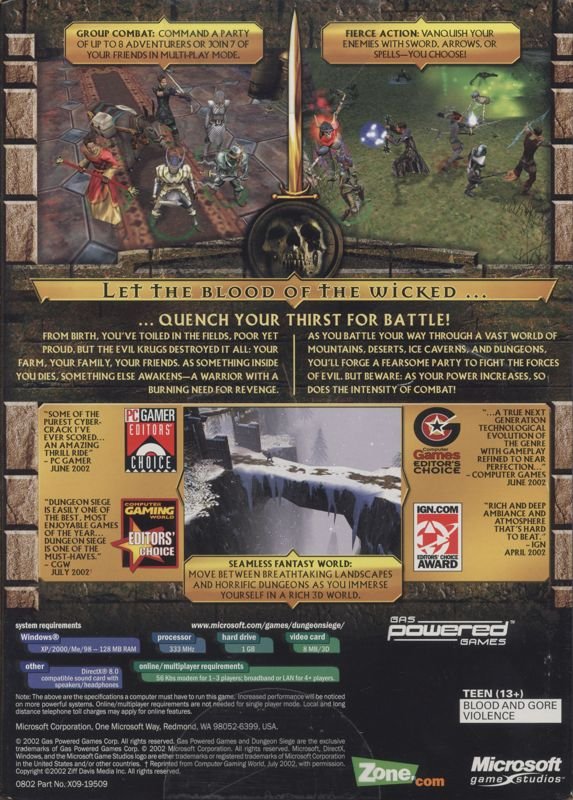 GROUP COMBAT: COMMAND A PARTY
OF UP TO 8 ADVENTURERS OR JOIN 7 OF
YOUR FRIENDS IN MULTI-PLAY MODE.
FIERCE ACTION: VANQUISH YOUR
ENEMIES WITH SWORD, ARROWS, OR
SPELLS—YOU CHOOSE!
LET THE BLOOD OF THE WICKED ...
... QUENCH YOUR THIRST FOR BATTLE!
FROM BIRTH, YOU'VE TOILED IN THE FIELDS, POOR YET
PROUD. BUT THE EVIL KRUGS DESTROYED IT ALL: YOUR
FARM, YOUR FAMILY, YOUR FRIENDS. AS SOMETHING INSIDE
YOU DIES, SOMETHING ELSE AWAKENS—A WARRIOR WITH A
BURNING NEED FOR REVENGE.
AS YOU BATTLE YOUR WAY THROUGH A VAST WORLD OF
MOUNTAINS, DESERTS, ICE CAVERNS, AND DUNGEONS,
YOU'LL FORGE A FEARSOME PARTY TO FIGHT THE FORCES
OF EVIL. BUT BEWARE: AS YOUR POWER INCREASES, SO
DOES THE INTENSITY OF COMBAT!
"SOME OF THE
PUREST CYBER-
CRACK I'VE
EVER SCORED...
AN AMAZING
THRILL RIDE"
– PC GAMER
JUNE 2002
PC GAMER
EDITORS'
CHOICE
"DUNGEON SIEGE
IS EASILY ONE OF
THE BEST, MOST
ENJOYABLE GAMES
OF THE YEAR...
DUNGEON SIEGE
IS ONE OF THE
MUST-HAVES."
– CGW
JULY 2002†
COMPUTER
GAMING
WORLD
EDITORS'
CHOICE
Computer
Games
EDITOR'S
CHOICE
"...A TRUE NEXT
GENERATION
TECHNOLOGICAL
EVOLUTION OF
THE GENRE
WITH GAMEPLAY
REFINED TO NEAR
PERFECTION..."
– COMPUTER GAMES
JUNE 2002
IGN.COM
EDITORS' CHOICE
AWARD
"RICH AND DEEP
AMBIANCE AND
ATMOSPHERE
THAT'S HARD
TO BEAT."
– IGN
APRIL 2002
SEAMLESS FANTASY WORLD:
MOVE BETWEEN BREATHTAKING LANDSCAPES
AND HORRIFIC DUNGEONS AS YOU IMMERSE
YOURSELF IN A RICH 3D WORLD.
system requirements
www.microsoft.com/games/dungeonsiege/
Windows®
XP/2000/Me/98 – 128 MB RAM
processor
333 MHz
hard drive
1 GB
video card
8 MB/3D
other
DirectX® 8.0
compatible sound card with
speakers/headphones
online/multiplayer requirements
56 Kbs modem for 1–3 players; broadband or LAN for 4+ players.
Note: The above are the specifications a computer must have to run this game. Increased performance will be noticed
on more powerful systems. Online/multiplayer requirements are not needed for single player mode. Local and long
distance telephone toll charges may apply for online features.
Microsoft Corporation, One Microsoft Way, Redmond, WA 98052-6399, USA.
© 2002 Gas Powered Games Corp. All rights reserved. Gas Powered Games and Dungeon Siege are the exclusive
trademarks of Gas Powered Games Corp. © 2002 Microsoft Corporation. All rights reserved. Microsoft, DirectX,
Windows, and the Microsoft Game Studios logo are either trademarks or registered trademarks of Microsoft Corporation
in the United States and/or other countries. † Reprinted from Computer Gaming World, July 2002, with permission.
Copyright ©2002 Ziff Davis Media Inc. All rights reserved.
0802 Part No. X09-19509
GAS
powered™
GAMES
TEEN (13+)
BLOOD AND GORE
VIOLENCE
Zone.com
Microsoft
game studios™